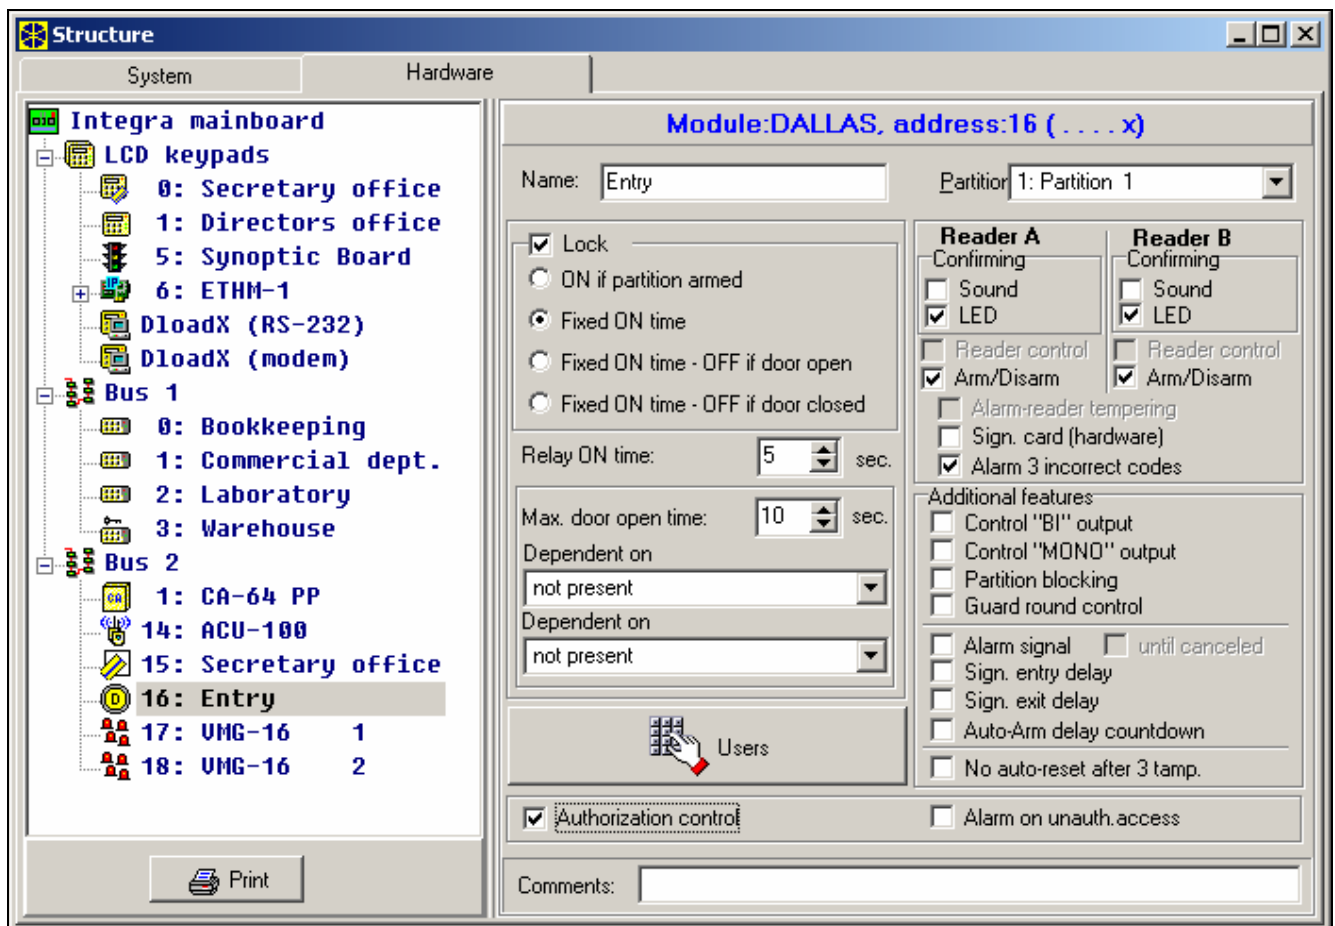 Structure
System
Hardware
Integra mainboard
LCD keypads
0: Secretary office
1: Directors office
5: Synoptic Board
6: ETHM-1
DloadX (RS-232)
DloadX (modem)
Bus 1
0: Bookkeeping
1: Commercial dept.
2: Laboratory
3: Warehouse
Bus 2
1: CA-64 PP
14: ACU-100
15: Secretary office
16: Entry
17: VMG-16 1
18: VMG-16 2
Print
Module:DALLAS, address:16 ( . . . . x)
Name: Entry
Partition 1: Partition 1
Lock
ON if partition armed
Fixed ON time
Fixed ON time - OFF if door open
Fixed ON time - OFF if door closed
Relay ON time: 5 sec.
Max. door open time: 10 sec.
Dependent on
not present
Dependent on
not present
Users
Reader A
Confirming
Sound
LED
Reader control
Arm/Disarm
Reader B
Confirming
Sound
LED
Reader control
Arm/Disarm
Alarm-reader tempering
Sign. card (hardware)
Alarm 3 incorrect codes
Additional features
Control "BI" output
Control "MONO" output
Partition blocking
Guard round control
Alarm signal until canceled
Sign. entry delay
Sign. exit delay
Auto-Arm delay countdown
No auto-reset after 3 tamp.
Authorization control
Alarm on unauth.access
Comments: